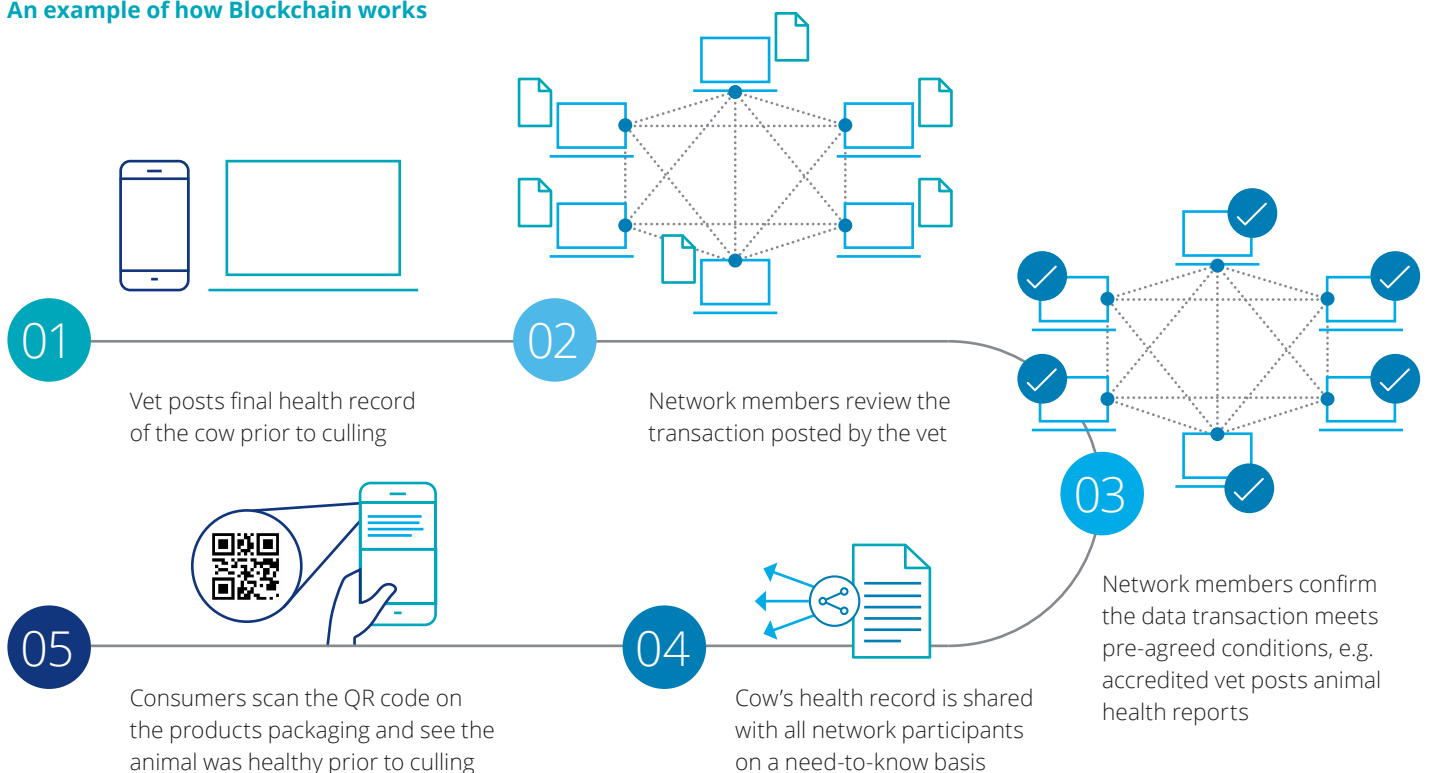 An example of how Blockchain works
01
Vet posts final health record
of the cow prior to culling
02
Network members review the
transaction posted by the vet
03
Network members confirm
the data transaction meets
pre-agreed conditions, e.g.
accredited vet posts animal
health reports
04
Cow's health record is shared
with all network participants
on a need-to-know basis
05
Consumers scan the QR code on
the products packaging and see the
animal was healthy prior to culling